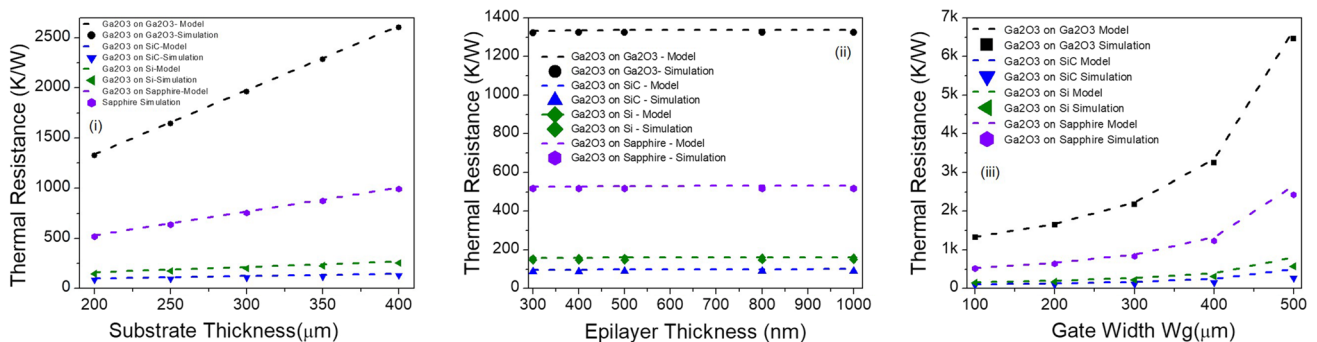 Ga2O3 on Ga2O3- Model
Ga2O3 on Ga2O3-Simulation
Ga2O3 on SiC-Model
Ga2O3 on SiC-Simulation
Ga2O3 on Si-Model
Ga2O3 on Si-Simulation
Ga2O3 on Sapphire-Model
Sapphire Simulation
(i)
Thermal Resistance (K/W)
2500
2000
1500
1000
500
0
200 250 300 350 400
Substrate Thickness(μm)
(ii)
Ga2O3 on Ga2O3 - Model
Ga2O3 on Ga2O3- Simulation
Ga2O3 on SiC - Model
Ga2O3 on SiC - Simulation
Ga2O3 on Si - Model
Ga2O3 on Si - Simulation
Ga2O3 on Sapphire - Model
Ga2O3 on Sapphire - Simulation
Thermal Resistance (K/W)
1400
1200
1000
800
600
400
200
0
300 400 500 600 700 800 900 1000
Epilayer Thickness (nm)
Ga2O3 on Ga2O3 Model
Ga2O3 on Ga2O3 Simulation
Ga2O3 on SiC Model
Ga2O3 on SiC Simulation
Ga2O3 on Si Model
Ga2O3 on Si Simulation
Ga2O3 on Sapphire Model
Ga2O3 on Sapphire Simulation
(iii)
Thermal Resistance (K/W)
7k
6k
5k
4k
3k
2k
1k
0
100 200 300 400 500
Gate Width Wg(μm)